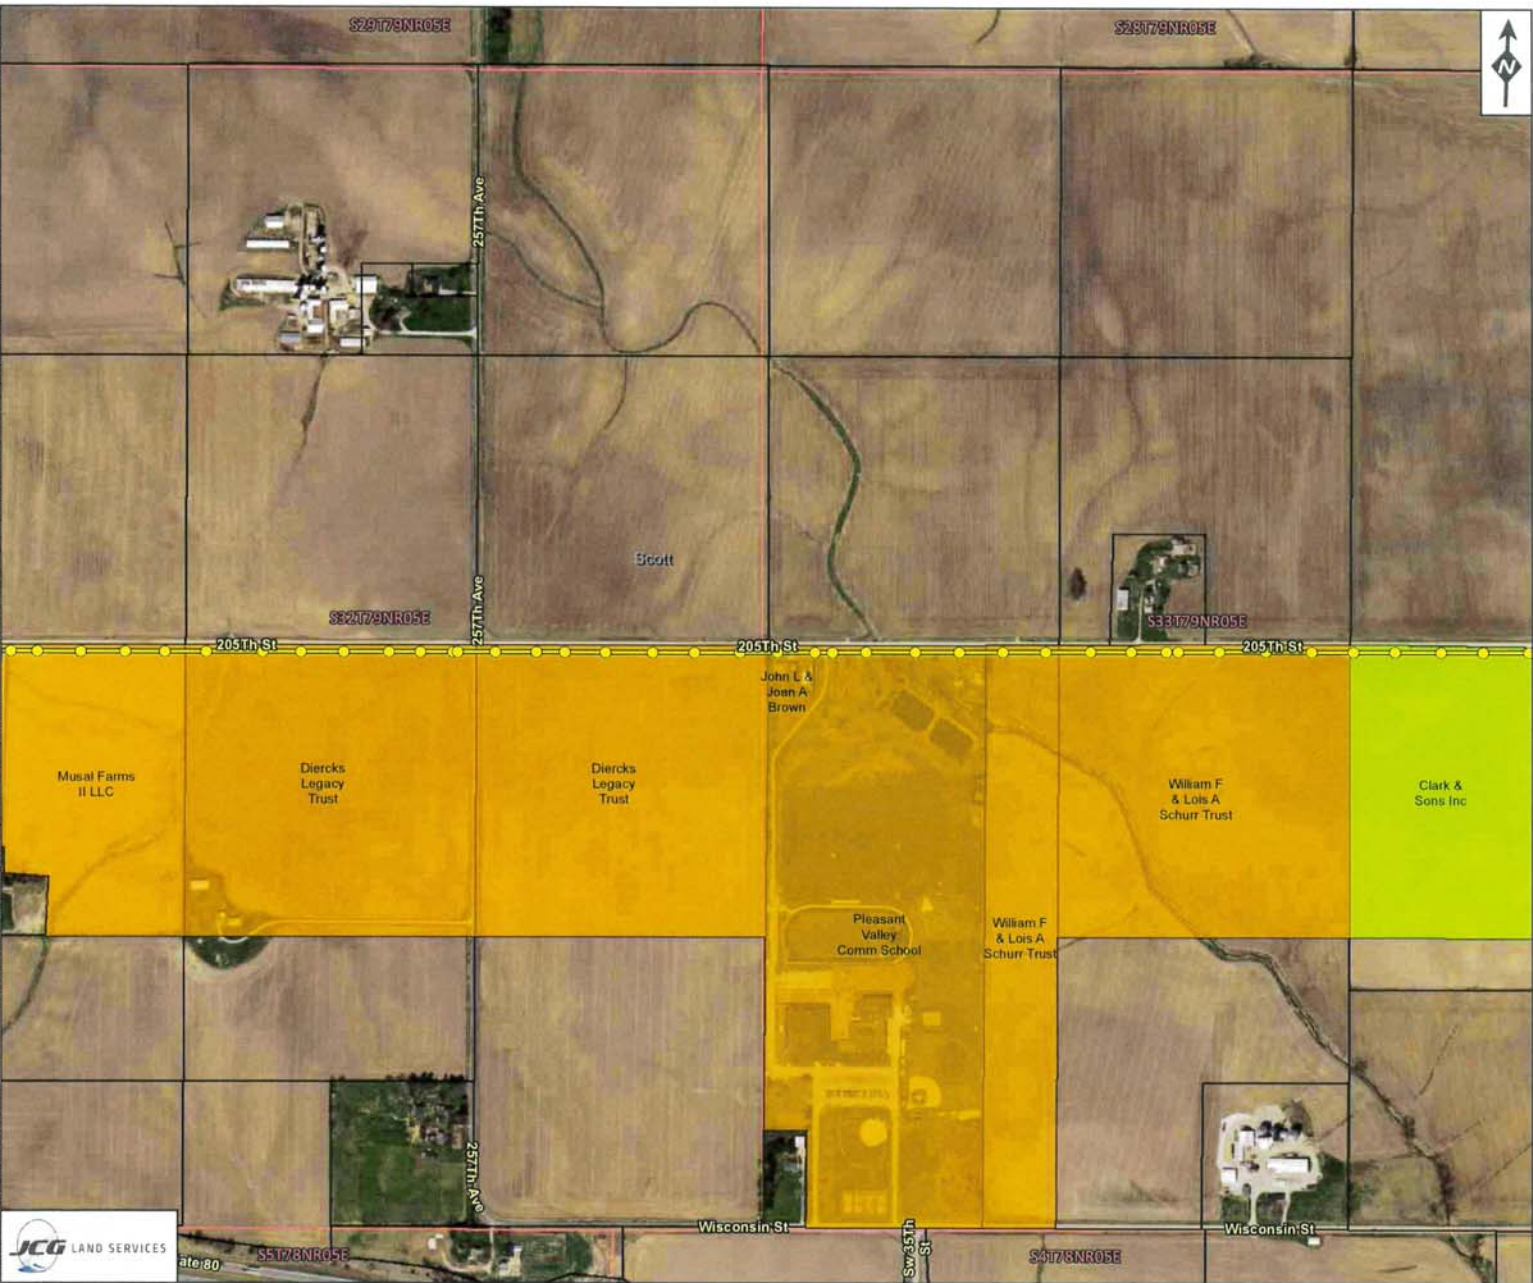 S29T79NR05E
S28T79NR05E
N
257Th Ave
Scott
257Th Ave
S32T79NR05E
S33T79NR05E
205Th St
205Th St
205Th St
John L &
Joan A
Brown
Musal Farms
II LLC
Diercks
Legacy
Trust
Diercks
Legacy
Trust
William F
& Lois A
Schurr Trust
Clark &
Sons Inc
Pleasant
Valley
Comm School
William F
& Lois A
Schurr Trust
257Th Ave
Wisconsin St
Wisconsin St
Sw 35Th
St
JCG LAND SERVICES
ate 80
S5T78NR05E
S4T78NR05E